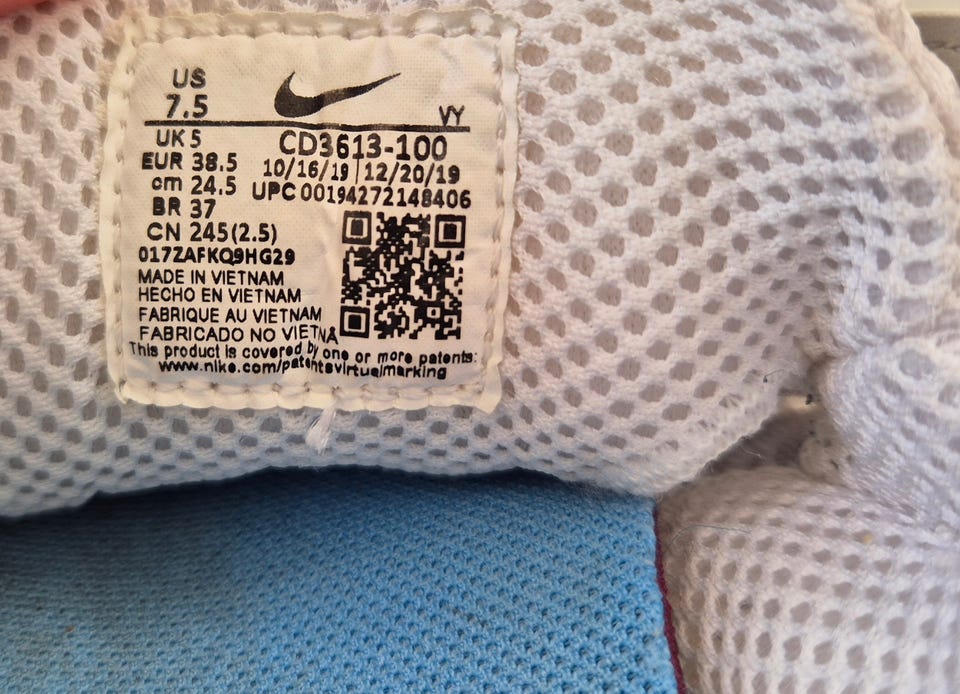 US
7.5
VY
UK 5
CD3613-100
EUR 38.5
10/16/19 12/20/19
cm 24.5
UPC 00194272148406
BR 37
CN 245(2.5)
017ZAFKQ9HG29
MADE IN VIETNAM
HECHO EN VIETNAM
FABRIQUE AU VIETNAM
FABRICADO NO VIETNA
This product is covered by one or more patents:
www.nike.com/patentsvirtualmarking